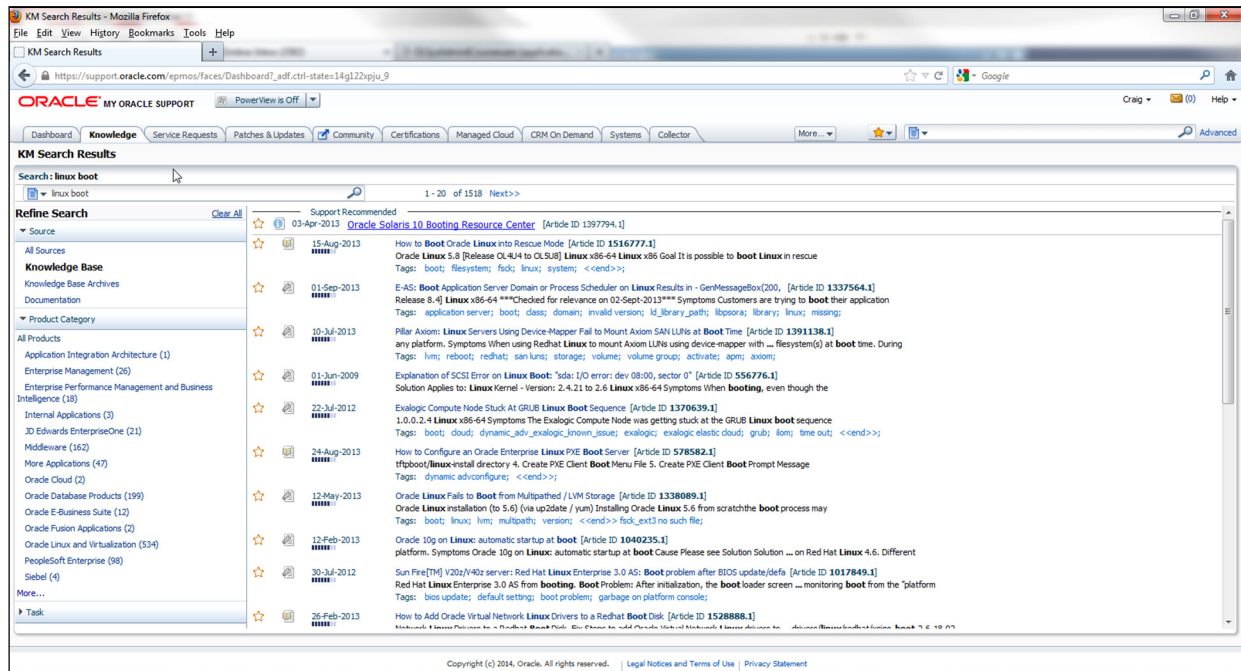 KM Search Results - Mozilla Firefox
File Edit View History Bookmarks Tools Help
KM Search Results +
https://support.oracle.com/epmos/faces/Dashboard?_adf.ctrl-state=14g122xpju_9 Google
ORACLE MY ORACLE SUPPORT PowerView is Off Craig (0) Help
Dashboard Knowledge Service Requests Patches & Updates Community Certifications Managed Cloud CRM On Demand Systems Collector More... Advanced
KM Search Results
Search: linux boot
linux boot 1 - 20 of 1518 Next>>
Refine Search Clear All
Source
All Sources
Knowledge Base
Knowledge Base Archives
Documentation
Product Category
All Products
Application Integration Architecture (1)
Enterprise Management (26)
Enterprise Performance Management and Business
Intelligence (18)
Internal Applications (3)
JD Edwards EnterpriseOne (21)
Middleware (162)
More Applications (47)
Oracle Cloud (2)
Oracle Database Products (199)
Oracle E-Business Suite (12)
Oracle Fusion Applications (2)
Oracle Linux and Virtualization (534)
PeopleSoft Enterprise (98)
Siebel (4)
More...
Task
Support Recommended
03-Apr-2013 Oracle Solaris 10 Booting Resource Center [Article ID 1397794.1]
15-Aug-2013 How to Boot Oracle Linux into Rescue Mode [Article ID 1516777.1]
Oracle Linux 5.8 [Release OL4U4 to OL5U8] Linux x86-64 Linux x86 Goal It is possible to boot Linux in rescue
Tags: boot; filesystem; fsck; linux; system; <<end>>;
01-Sep-2013 E-AS: Boot Application Server Domain or Process Scheduler on Linux Results in - GenMessageBox(200, [Article ID 1337564.1]
Release 8.4] Linux x86-64 ***Checked for relevance on 02-Sept-2013*** Symptoms Customers are trying to boot their application
Tags: application server; boot; class; domain; invalid version; ld_library_path; libpsora; library; linux; missing;
10-Jul-2013 Pillar Axiom: Linux Servers Using Device-Mapper Fail to Mount Axiom SAN LUNs at Boot Time [Article ID 1391138.1]
any platform. Symptoms When using Redhat Linux to mount Axiom LUNs using device-mapper with ... filesystem(s) at boot time. During
Tags: lvm; reboot; redhat; san luns; storage; volume; volume group; activate; apm; axiom;
01-Jun-2009 Explanation of SCSI Error on Linux Boot: "sda: I/O error: dev 08:00, sector 0" [Article ID 556776.1]
Solution Applies to: Linux Kernel - Version: 2.4.21 to 2.6 Linux x86-64 Symptoms When booting, even though the
22-Jul-2012 Exalogic Compute Node Stuck At GRUB Linux Boot Sequence [Article ID 1370639.1]
1.0.0.2.4 Linux x86-64 Symptoms The Exalogic Compute Node was getting stuck at the GRUB Linux boot sequence
Tags: boot; cloud; dynamic_adv_exalogic_known_issue; exalogic; exalogic elastic cloud; grub; ilom; time out; <<end>>;
24-Aug-2013 How to Configure an Oracle Enterprise Linux PXE Boot Server [Article ID 578582.1]
tftpboot/linux-install directory 4. Create PXE Client Boot Menu File 5. Create PXE Client Boot Prompt Message
Tags: dynamic advconfigure; <<end>>;
12-May-2013 Oracle Linux Fails to Boot from Multipathed / LVM Storage [Article ID 1338089.1]
Oracle Linux installation (to 5.6) (via up2date / yum) Installing Oracle Linux 5.6 from scratchthe boot process may
Tags: boot; linux; lvm; multipath; version; <<end>> fsck_ext3 no such file;
12-Feb-2013 Oracle 10g on Linux: automatic startup at boot [Article ID 1040235.1]
platform. Symptoms Oracle 10g on Linux: automatic startup at boot Cause Please see Solution Solution ... on Red Hat Linux 4.6. Different
30-Jul-2012 Sun Fire[TM] V20z/V40z server: Red Hat Linux Enterprise 3.0 AS: Boot problem after BIOS update/defa [Article ID 1017849.1]
Red Hat Linux Enterprise 3.0 AS from booting. Boot Problem: After initialization, the boot loader screen ... monitoring boot from the "platform
Tags: bios update; default setting; boot problem; garbage on platform console;
26-Feb-2013 How to Add Oracle Virtual Network Linux Drivers to a Redhat Boot Disk [Article ID 1528888.1]
Copyright (c) 2014, Oracle. All rights reserved. | Legal Notices and Terms of Use | Privacy Statement